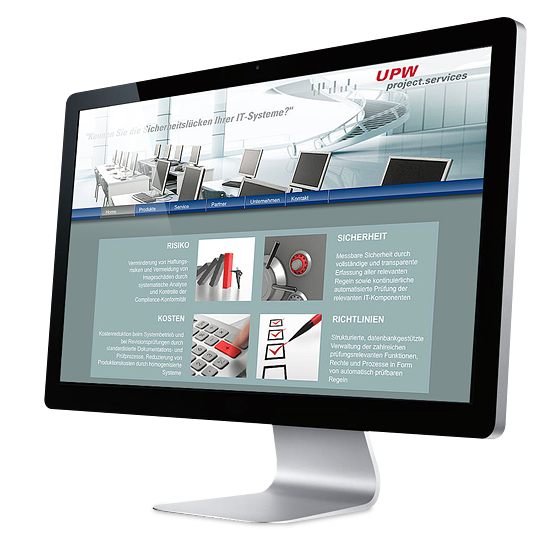 UPW
project.services
"Kennen Sie die Sicherheitslücken Ihrer IT-Systeme?"
Home
Produkte
Service
Partner
Unternehmen
Kontakt
RISIKO
Verminderung von Haftungs-
risiken und Vermeidung von
Imageschäden durch
systematische Analyse
und Kontrolle der
Compliance-Konformität
SICHERHEIT
Messbare Sicherheit durch
vollständige und transparente
Erfassung aller relevanten
Regeln sowie kontinuierliche
automatisierte Prüfung der
relevanten IT-Komponenten
KOSTEN
Kostenreduktion beim Systembetrieb und
bei Revisionsprüfungen durch
standardisierte Dokumentations- und
Prüfprozesse, Reduzierung von
Produktionskosten durch homogenisierte
Systeme
RICHTLINIEN
Strukturierte, datenbankgestützte
Verwaltung der zahlreichen
prüfungsrelevanten Funktionen,
Rechte und Prozesse in Form
von automatisch prüfbaren
Regeln